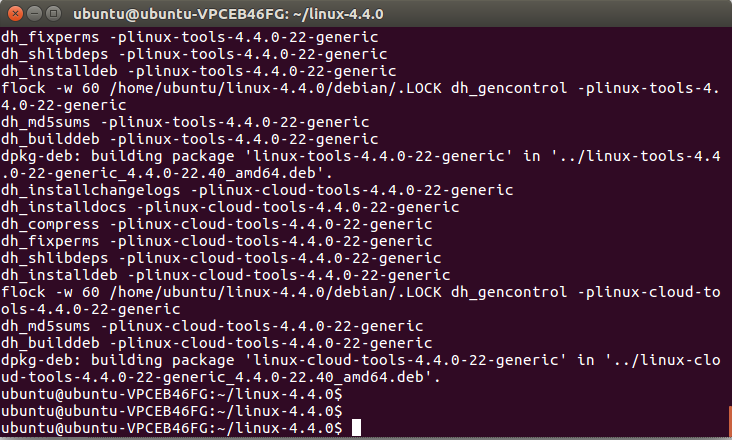 ubuntu@ubuntu-VPCEB46FG: ~/linux-4.4.0
dh_fixperms -plinux-tools-4.4.0-22-generic
dh_shlibdeps -plinux-tools-4.4.0-22-generic
dh_installdeb -plinux-tools-4.4.0-22-generic
flock -w 60 /home/ubuntu/linux-4.4.0/debian/.LOCK dh_gencontrol -plinux-tools-4.
4.0-22-generic
dh_md5sums -plinux-tools-4.4.0-22-generic
dh_builddeb -plinux-tools-4.4.0-22-generic
dpkg-deb: building package 'linux-tools-4.4.0-22-generic' in '../linux-tools-4.4
.0-22-generic_4.4.0-22.40_amd64.deb'.
dh_installchangelogs -plinux-cloud-tools-4.4.0-22-generic
dh_installdocs -plinux-cloud-tools-4.4.0-22-generic
dh_compress -plinux-cloud-tools-4.4.0-22-generic
dh_fixperms -plinux-cloud-tools-4.4.0-22-generic
dh_shlibdeps -plinux-cloud-tools-4.4.0-22-generic
dh_installdeb -plinux-cloud-tools-4.4.0-22-generic
flock -w 60 /home/ubuntu/linux-4.4.0/debian/.LOCK dh_gencontrol -plinux-cloud-to
ols-4.4.0-22-generic
dh_md5sums -plinux-cloud-tools-4.4.0-22-generic
dh_builddeb -plinux-cloud-tools-4.4.0-22-generic
dpkg-deb: building package 'linux-cloud-tools-4.4.0-22-generic' in '../linux-clo
ud-tools-4.4.0-22-generic_4.4.0-22.40_amd64.deb'.
ubuntu@ubuntu-VPCEB46FG:~/linux-4.4.0$
ubuntu@ubuntu-VPCEB46FG:~/linux-4.4.0$
ubuntu@ubuntu-VPCEB46FG:~/linux-4.4.0$